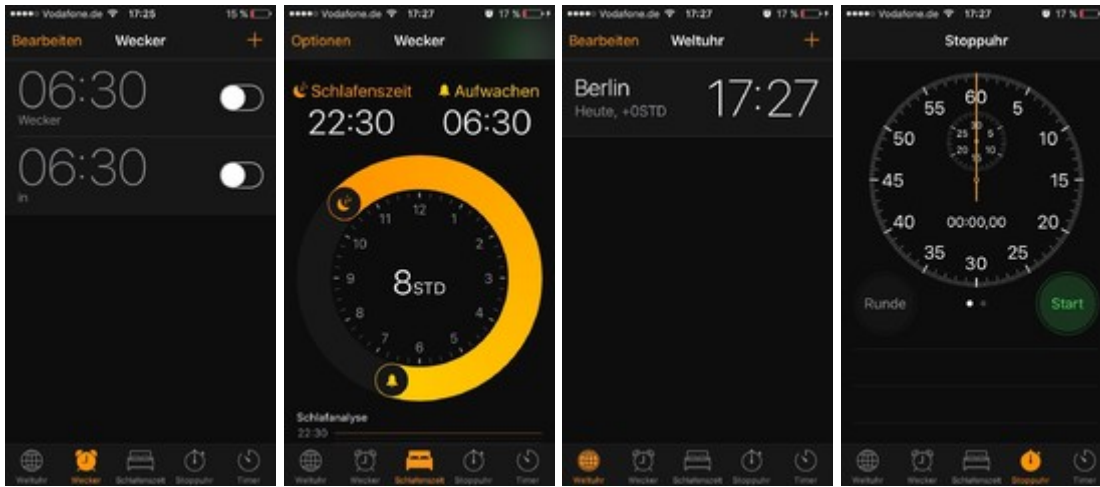 Vodafone.de 17:25 15 %
Bearbeiten Wecker +
06:30
Wecker
06:30
in
Weltuhr Wecker Schlafenszeit Stoppuhr Timer
Vodafone.de 17:27 17 %
Optionen Wecker
Schlafenszeit Aufwachen
22:30 06:30
12
11 1
10 2
9 8STD 3
8 4
7 5
6
Schlafanalyse
22:30
Weltuhr Wecker Schlafenszeit Stoppuhr Timer
Vodafone.de 17:27 17 %
Bearbeiten Weltuhr +
Berlin 17:27
Heute, +0STD
Weltuhr Wecker Schlafenszeit Stoppuhr Timer
Vodafone.de 17:27 17 %
Stoppuhr
55 60 5
30
25 5
50 10
20 10
15
45 15
40 00:00,00 20
35 25
30
Runde Start
Weltuhr Wecker Schlafenszeit Stoppuhr Timer